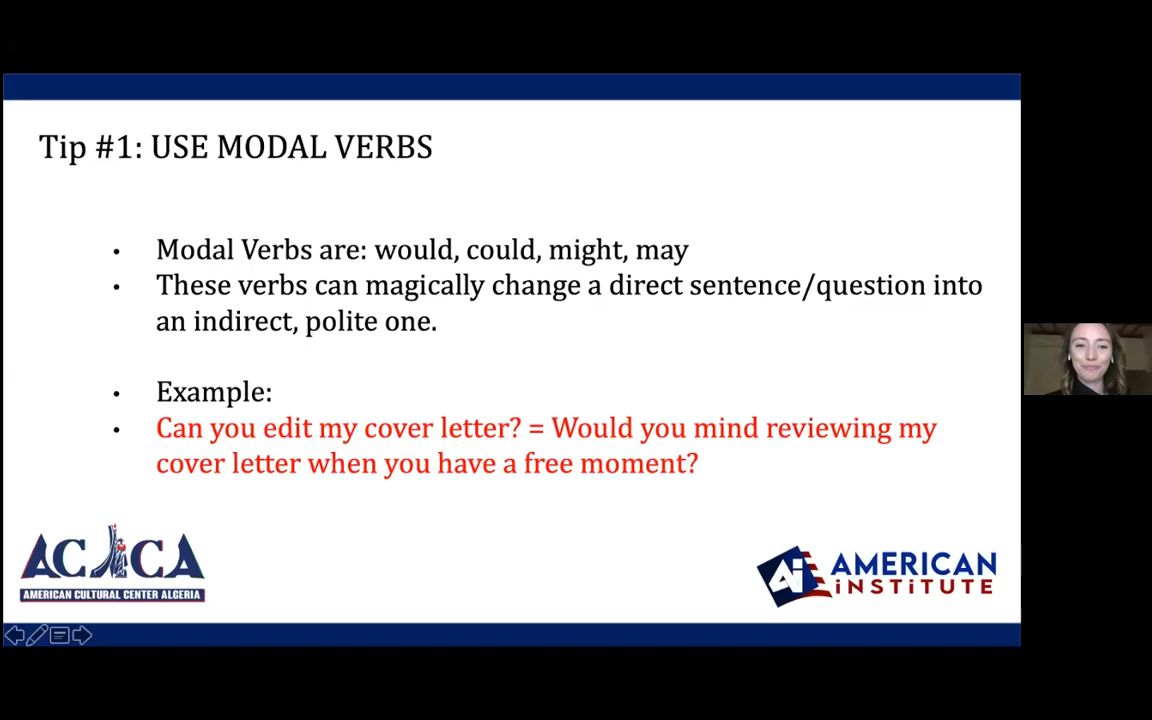 Tip #1: USE MODAL VERBS
• Modal Verbs are: would, could, might, may
• These verbs can magically change a direct sentence/question into
an indirect, polite one.
• Example:
• Can you edit my cover letter? = Would you mind reviewing my
cover letter when you have a free moment?
ACCA
AMERICAN CULTURAL CENTER ALGERIA
Ai
AMERICAN
iNSTiTUTE